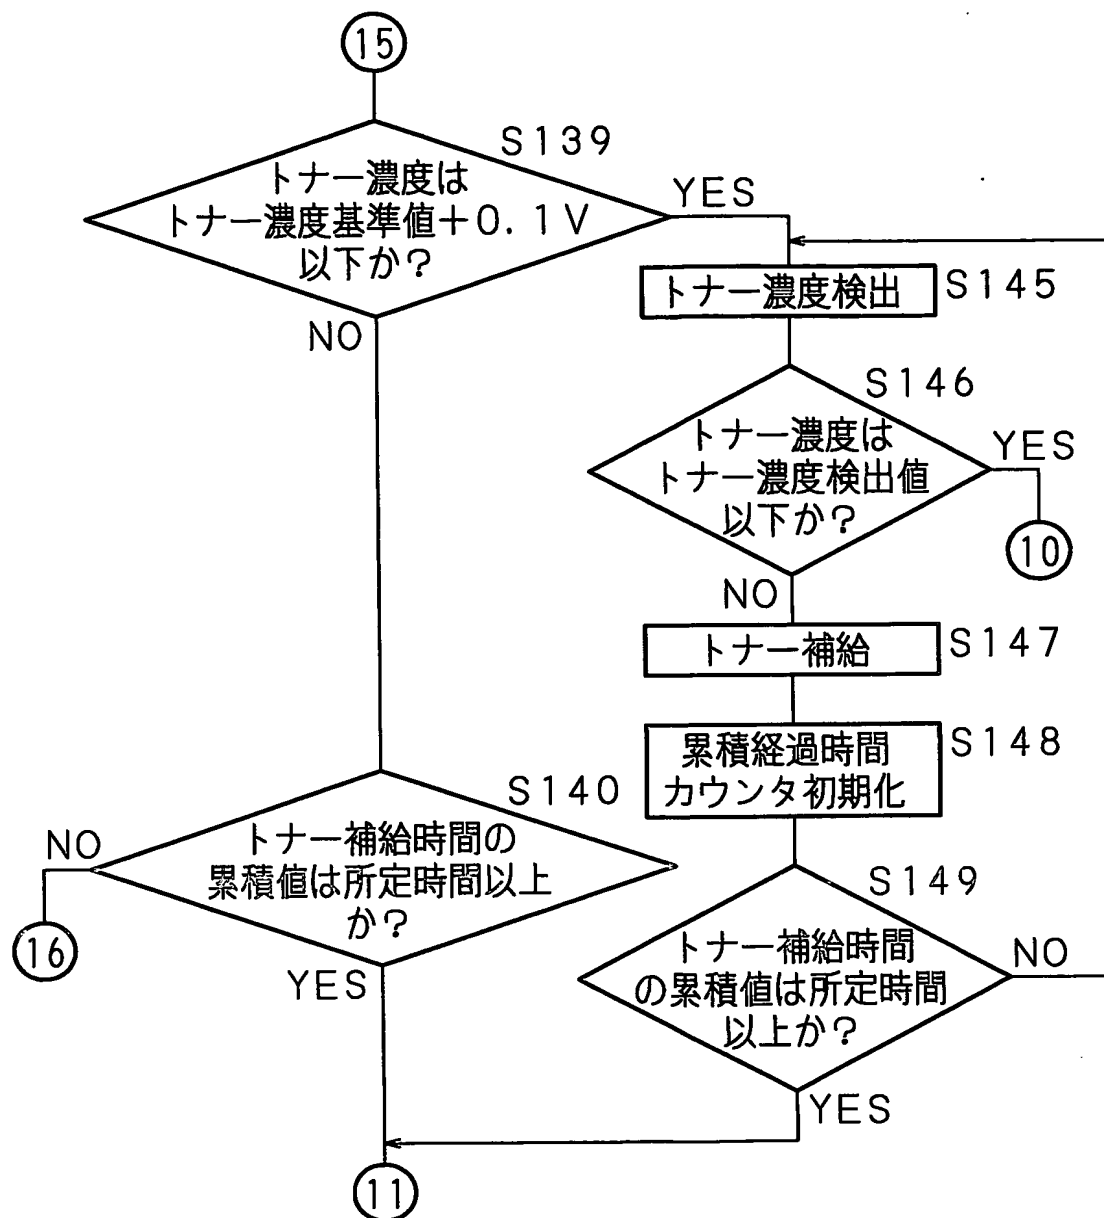 15
S139
トナー濃度は
トナー濃度基準値+0.1V
以下か?
YES
NO
トナー濃度検出
S145
S146
トナー濃度は
トナー濃度検出値
以下か?
YES
10
NO
トナー補給
S147
累積経過時間
カウンタ初期化
S148
S140
トナー補給時間の
累積値は所定時間以上
か?
NO
16
YES
S149
トナー補給時間
の累積値は所定時間
以上か?
NO
YES
11